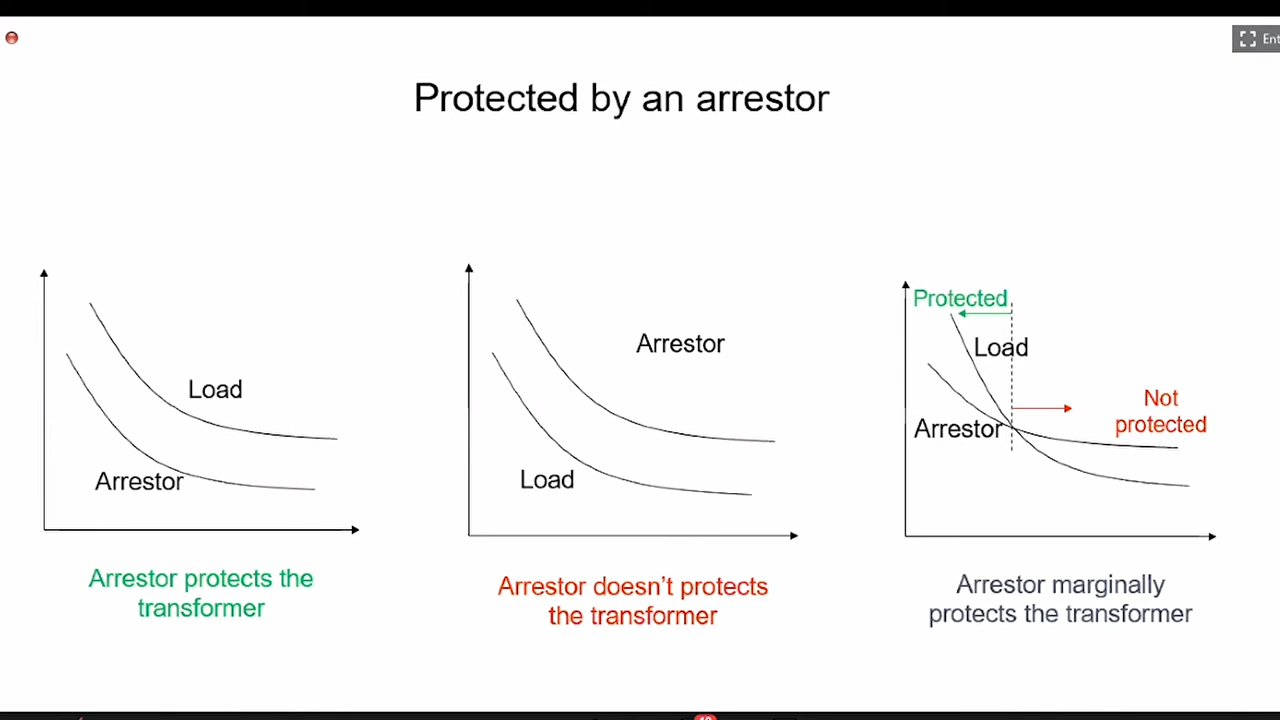 Ent
Protected by an arrestor
Load
Arrestor
Arrestor protects the
transformer
Arrestor
Load
Arrestor doesn't protects
the transformer
Protected
Load
Arrestor
Not
protected
Arrestor marginally
protects the transformer